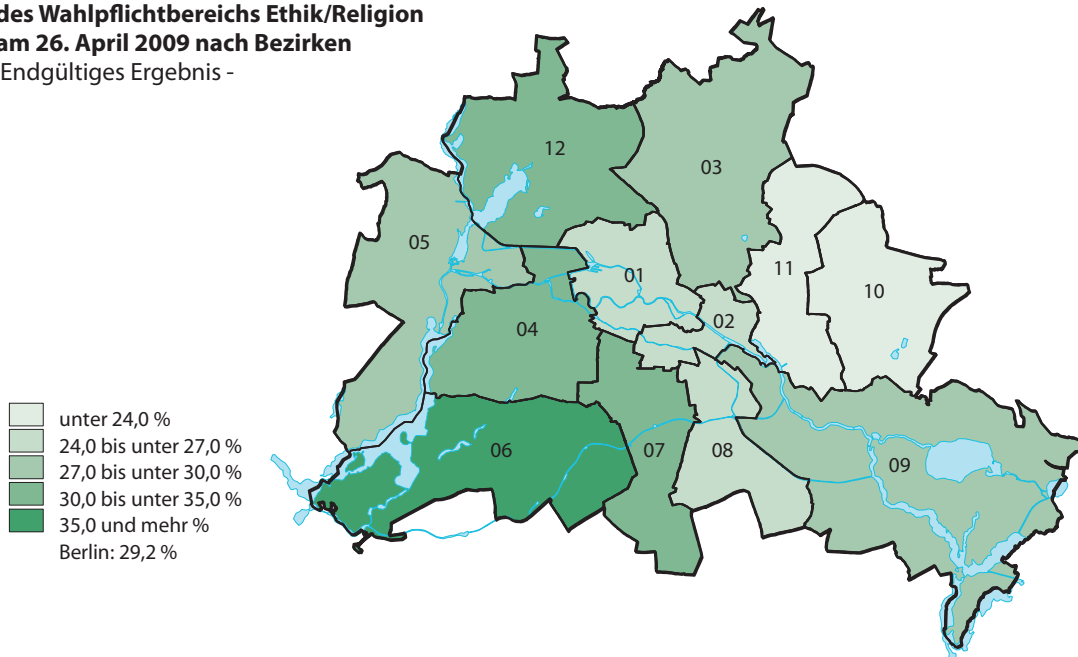 des Wahlpflichtbereichs Ethik/Religion
am 26. April 2009 nach Bezirken
Endgültiges Ergebnis -
12
03
05
01
11
10
02
04
06
07
08
09
unter 24,0 %
24,0 bis unter 27,0 %
27,0 bis unter 30,0 %
30,0 bis unter 35,0 %
35,0 und mehr %
Berlin: 29,2 %